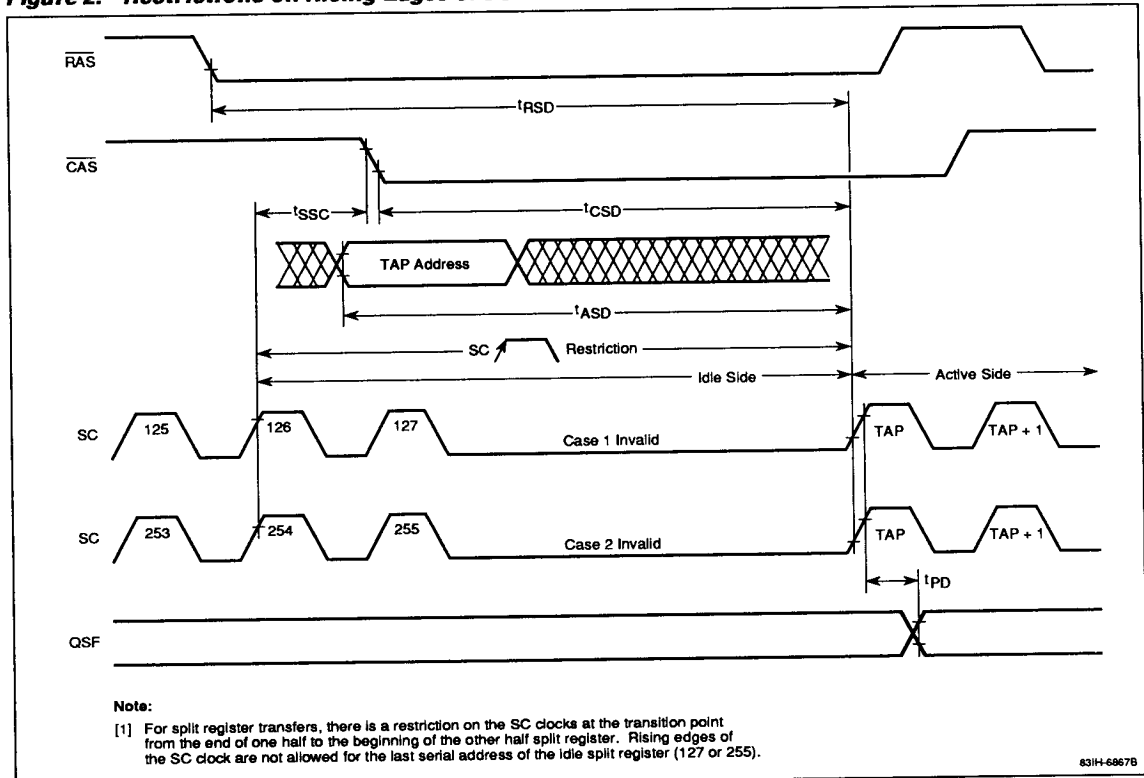 RAS
tRSD
CAS
tSSC
tCSD
TAP Address
tASD
SC Restriction
Idle Side
Active Side
SC 125 126 127 Case 1 Invalid TAP TAP + 1
SC 253 254 255 Case 2 Invalid TAP TAP + 1
tPD
QSF
Note:
[1] For split register transfers, there is a restriction on the SC clocks at the transition point
from the end of one half to the beginning of the other half split register. Rising edges of
the SC clock are not allowed for the last serial address of the idle split register (127 or 255).
83IH-6867B